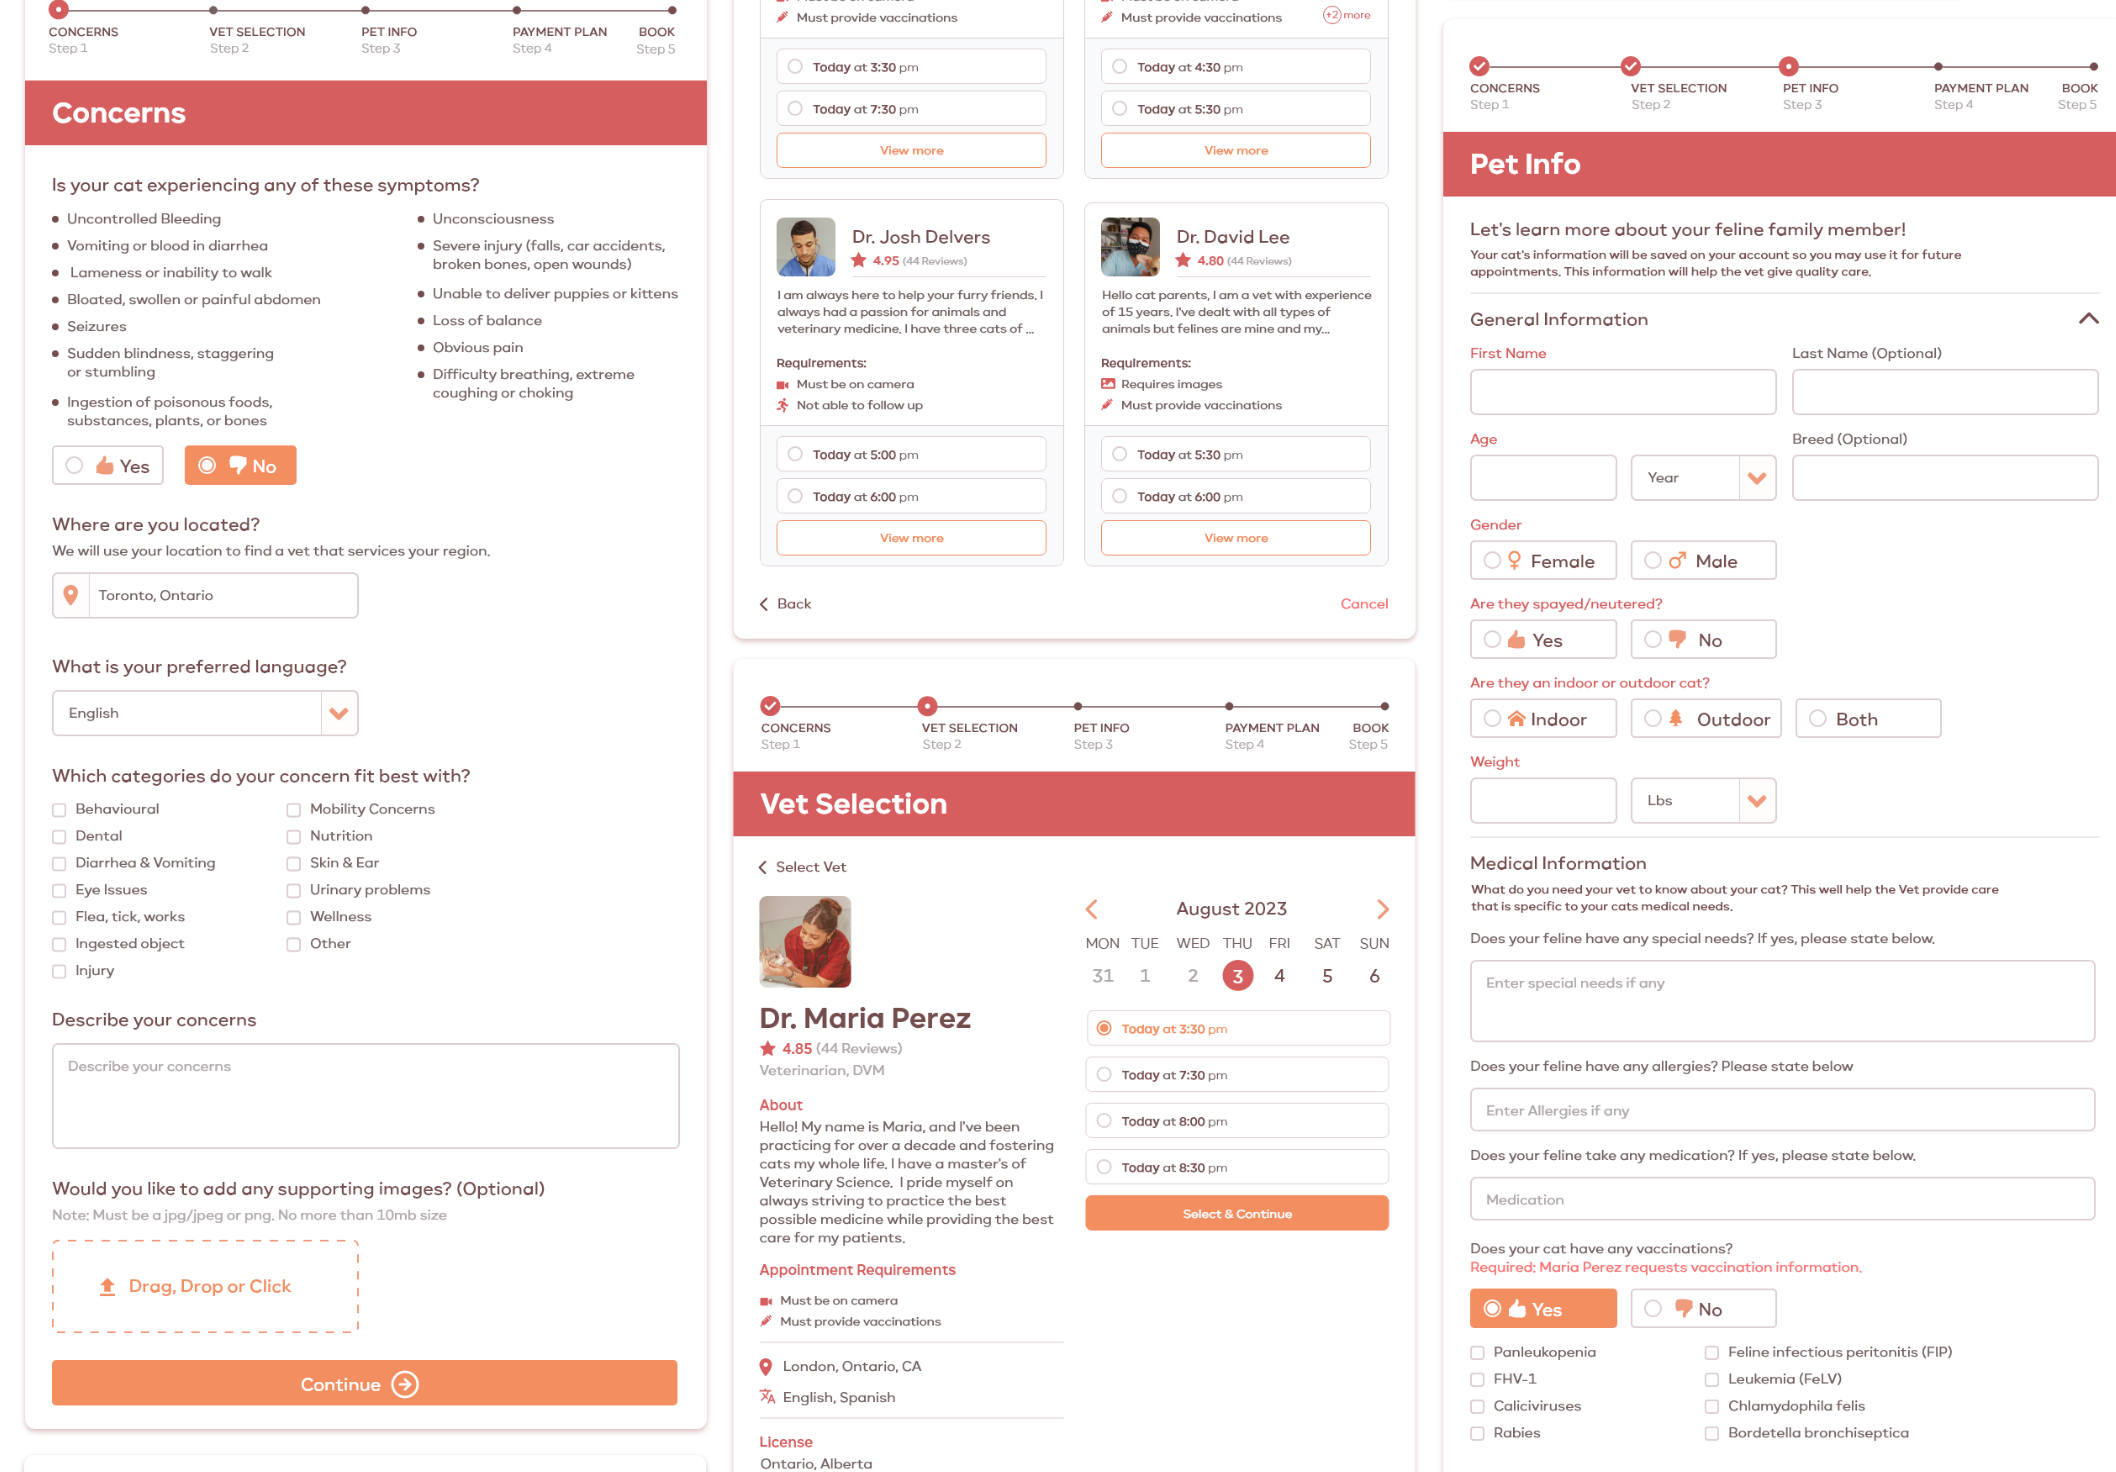 CONCERNS
Step 1
VET SELECTION
Step 2
PET INFO
Step 3
PAYMENT PLAN
Step 4
BOOK
Step 5
Concerns
Is your cat experiencing any of these symptoms?
Uncontrolled Bleeding
Vomiting or blood in diarrhea
Lameness or inability to walk
Bloated, swollen or painful abdomen
Seizures
Sudden blindness, staggering
or stumbling
Ingestion of poisonous foods,
substances, plants, or bones
Unconsciousness
Severe injury (falls, car accidents,
broken bones, open wounds)
Unable to deliver puppies or kittens
Loss of balance
Obvious pain
Difficulty breathing, extreme
coughing or choking
Yes
No
Where are you located?
We will use your location to find a vet that services your region.
Toronto, Ontario
What is your preferred language?
English
Which categories do your concern fit best with?
Behavioural
Dental
Diarrhea & Vomiting
Eye Issues
Flea, tick, works
Ingested object
Injury
Mobility Concerns
Nutrition
Skin & Ear
Urinary problems
Wellness
Other
Describe your concerns
Describe your concerns
Would you like to add any supporting images? (Optional)
Note: Must be a jpg/jpeg or png. No more than 10mb size
Drag, Drop or Click
Continue
Must provide vaccinations
Today at 3:30 pm
Today at 7:30 pm
View more
Must provide vaccinations
+2 more
Today at 4:30 pm
Today at 5:30 pm
View more
Dr. Josh Delvers
4.95 (44 Reviews)
I am always here to help your furry friends. I
always had a passion for animals and
veterinary medicine. I have three cats of ...
Requirements:
Must be on camera
Not able to follow up
Today at 5:00 pm
Today at 6:00 pm
View more
Dr. David Lee
4.80 (44 Reviews)
Hello cat parents, I am a vet with experience
of 15 years. I've dealt with all types of
animals but felines are mine and my...
Requirements:
Requires images
Must provide vaccinations
Today at 5:30 pm
Today at 6:00 pm
View more
Back
Cancel
CONCERNS
Step 1
VET SELECTION
Step 2
PET INFO
Step 3
PAYMENT PLAN
Step 4
BOOK
Step 5
Vet Selection
Select Vet
Dr. Maria Perez
4.85 (44 Reviews)
Veterinarian, DVM
About
Hello! My name is Maria, and I've been
practicing for over a decade and fostering
cats my whole life. I have a master's of
Veterinary Science. I pride myself on
always striving to practice the best
possible medicine while providing the best
care for my patients.
Appointment Requirements
Must be on camera
Must provide vaccinations
London, Ontario, CA
English, Spanish
License
Ontario, Alberta
August 2023
MON TUE WED THU FRI SAT SUN
31 1 2 3 4 5 6
Today at 3:30 pm
Today at 7:30 pm
Today at 8:00 pm
Today at 8:30 pm
Select & Continue
CONCERNS
Step 1
VET SELECTION
Step 2
PET INFO
Step 3
PAYMENT PLAN
Step 4
BOOK
Step 5
Pet Info
Let's learn more about your feline family member!
Your cat's information will be saved on your account so you may use it for future
appointments. This information will help the vet give quality care.
General Information
First Name
Last Name (Optional)
Age
Year
Breed (Optional)
Gender
Female
Male
Are they spayed/neutered?
Yes
No
Are they an indoor or outdoor cat?
Indoor
Outdoor
Both
Weight
Lbs
Medical Information
What do you need your vet to know about your cat? This well help the Vet provide care
that is specific to your cats medical needs.
Does your feline have any special needs? If yes, please state below.
Enter special needs if any
Does your feline have any allergies? Please state below
Enter Allergies if any
Does your feline take any medication? If yes, please state below.
Medication
Does your cat have any vaccinations?
Required: Maria Perez requests vaccination information.
Yes
No
Panleukopenia
FHV-1
Caliciviruses
Rabies
Feline infectious peritonitis (FIP)
Leukemia (FeLV)
Chlamydophila felis
Bordetella bronchiseptica